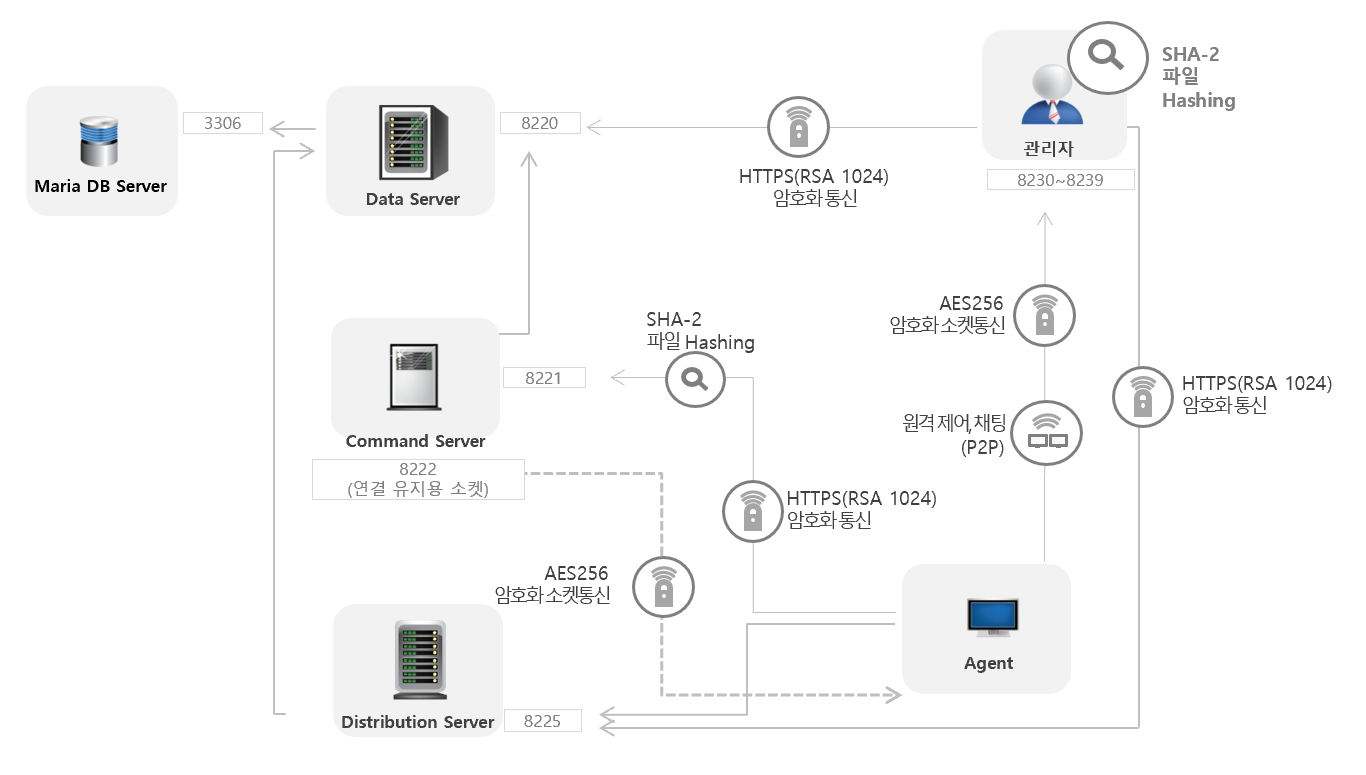 SHA-2
파일
Hashing
관리자
8230~8239
3306
Maria DB Server
8220
Data Server
HTTPS(RSA 1024)
암호화 통신
AES256
암호화 소켓통신
SHA-2
파일 Hashing
8221
Command Server
8222
(연결 유지용 소켓)
HTTPS(RSA 1024)
암호화 통신
원격 제어, 채팅
(P2P)
HTTPS(RSA 1024)
암호화 통신
AES256
암호화 소켓통신
Agent
Distribution Server
8225